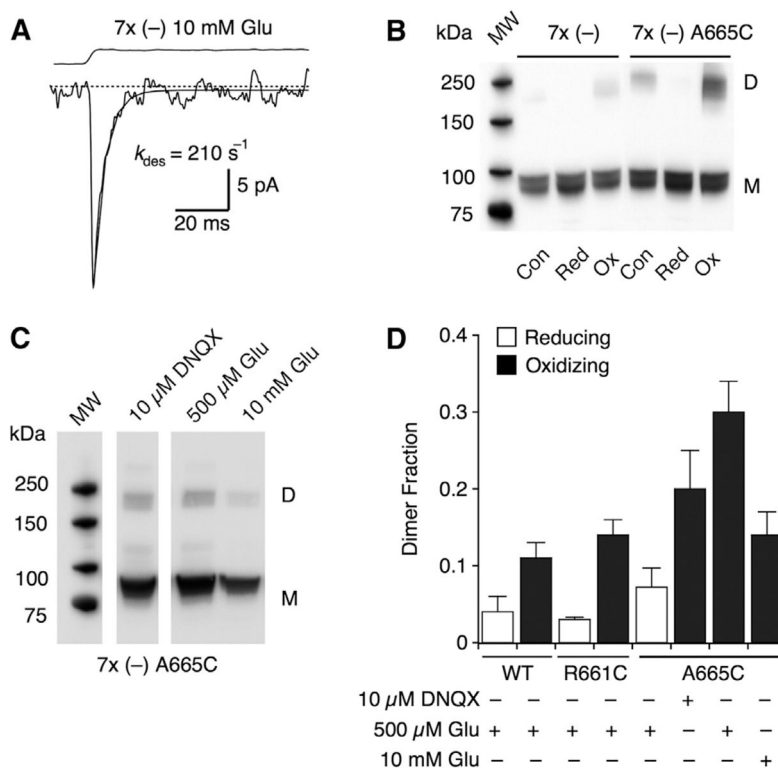 A
7x (–) 10 mM Glu
k des = 210 s⁻¹
5 pA
20 ms
B
kDa
MW
7x (–)
7x (–) A665C
250
150
100
75
D
M
Con
Red
Ox
Con
Red
Ox
C
kDa
MW
10 µM DNQX
500 µM Glu
10 mM Glu
250
150
100
75
D
M
7x (–) A665C
D
Reducing
Oxidizing
Dimer Fraction
0.4
0.3
0.2
0.1
0
WT R661C A665C
10 µM DNQX – – – – – + – –
500 µM Glu + + + + + – + –
10 mM Glu – – – – – – – +